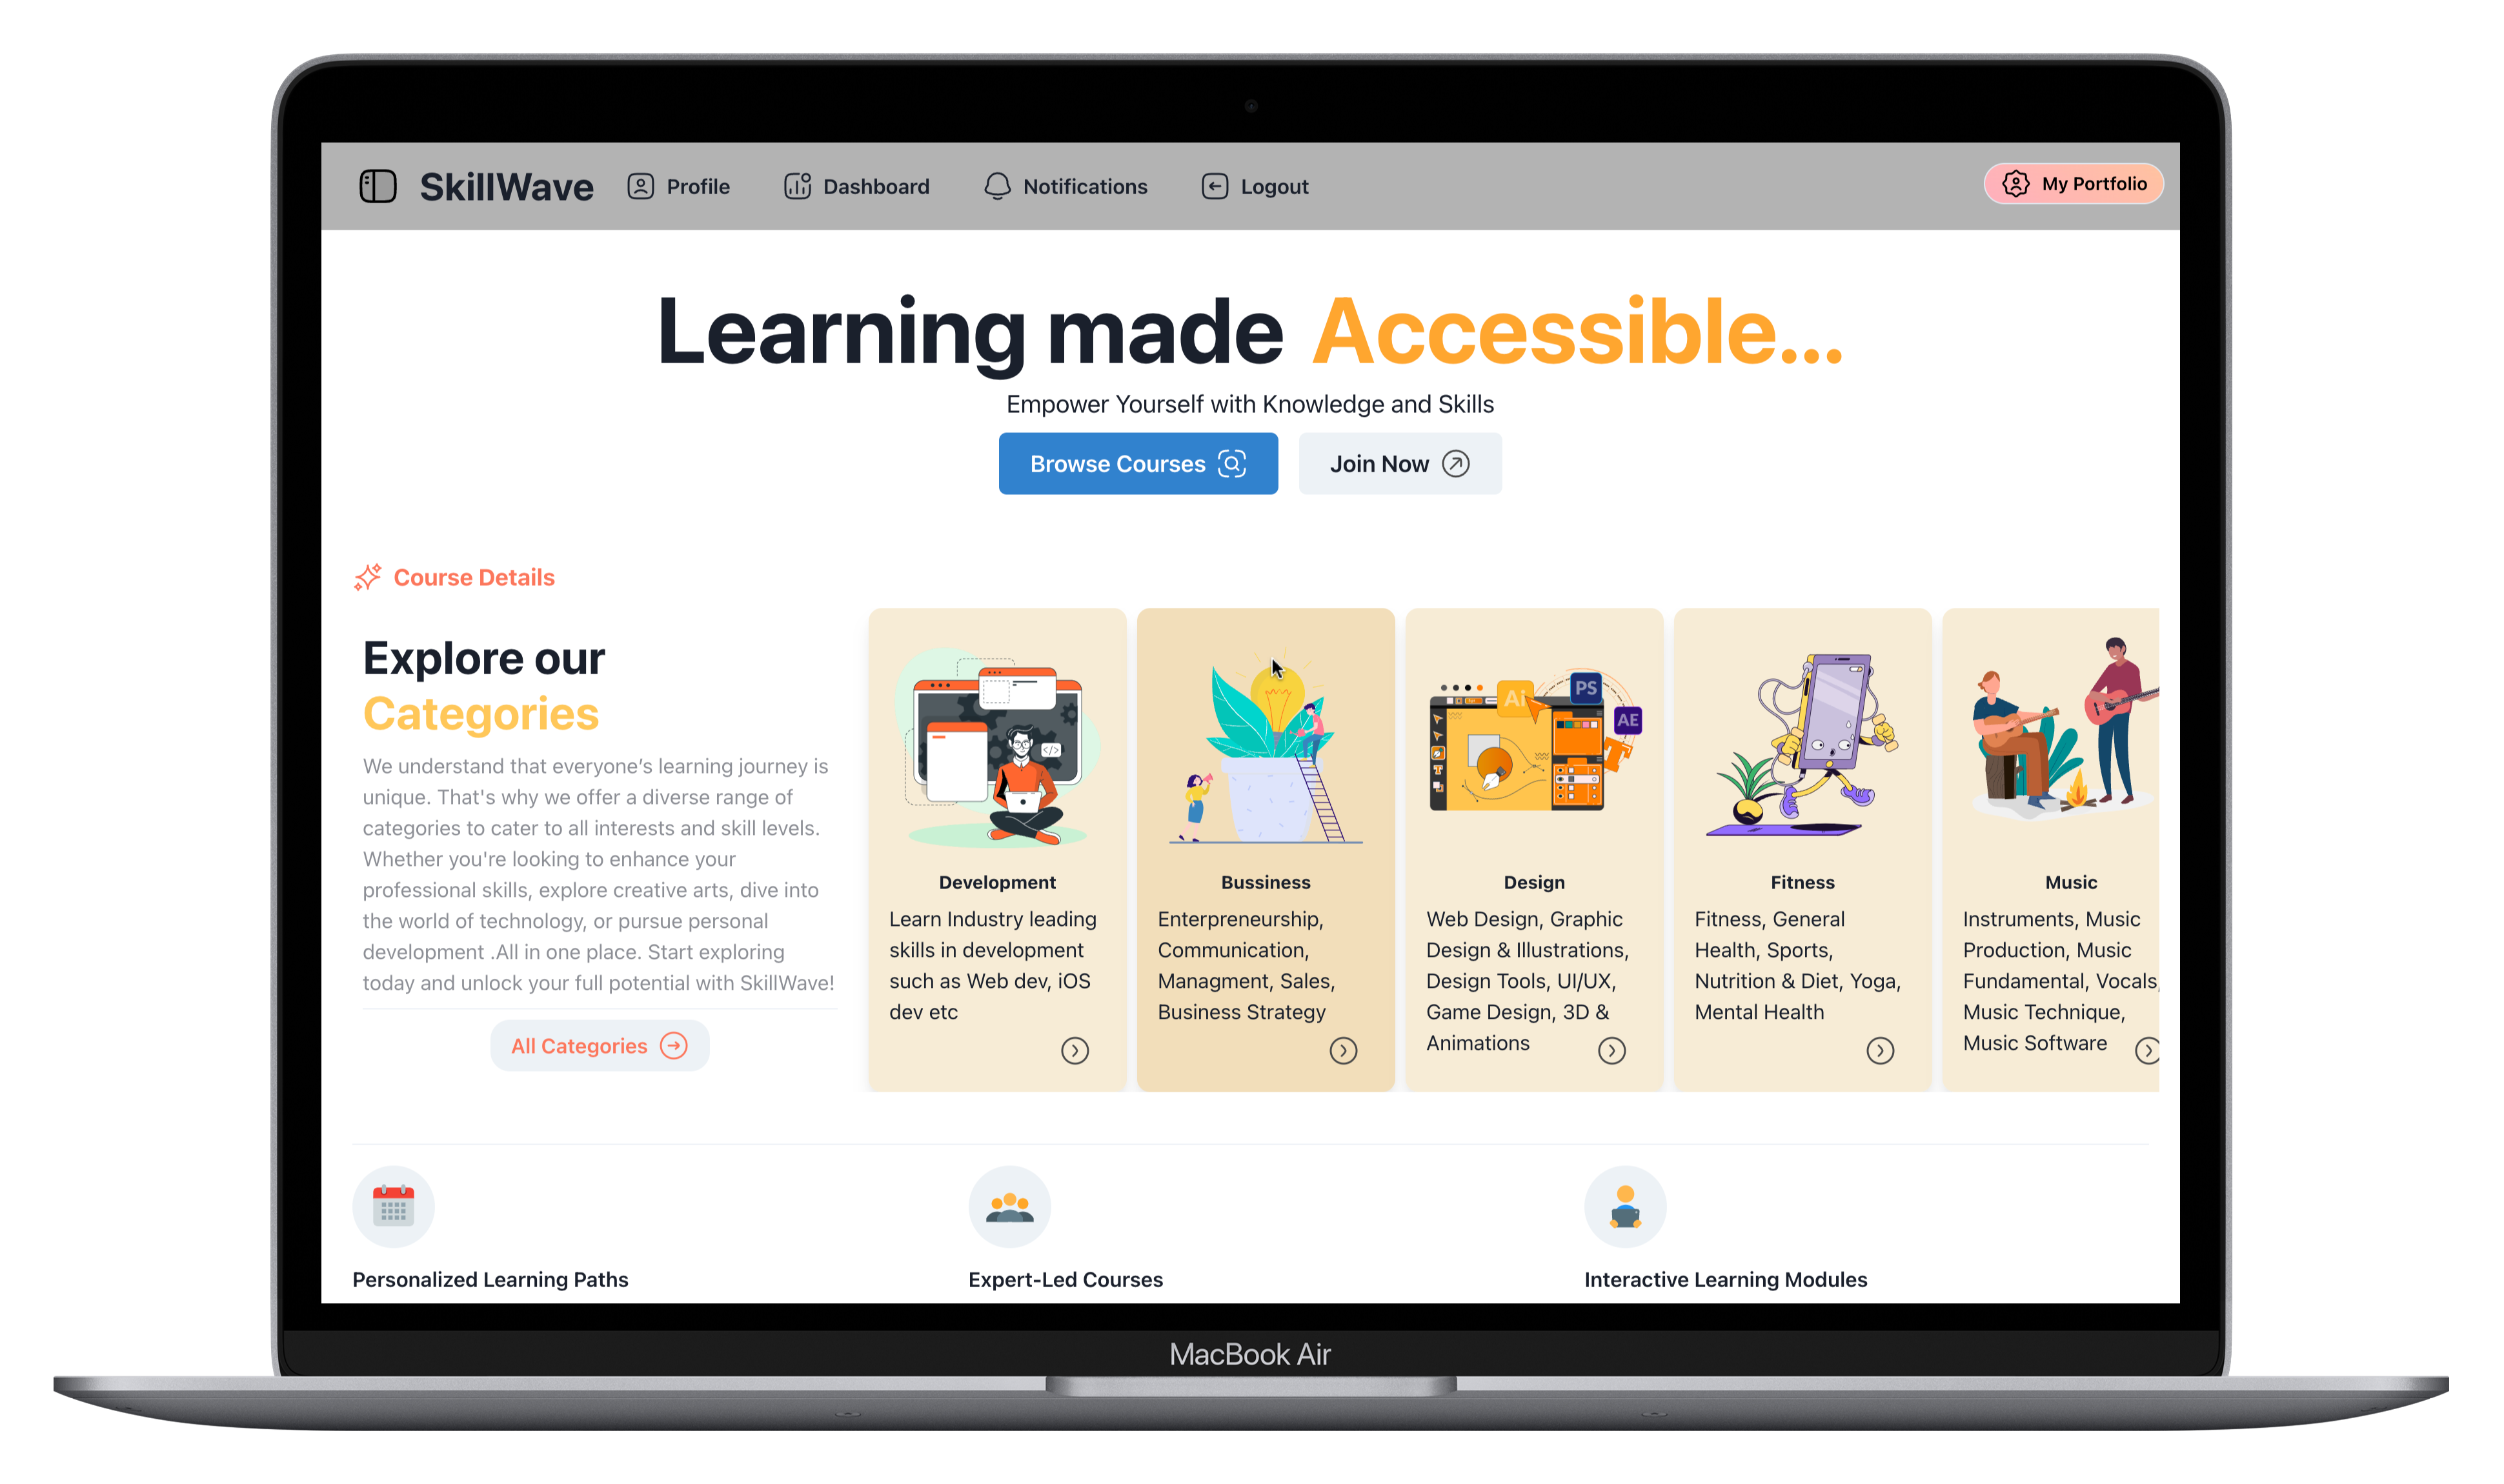 SkillWave
Profile
Dashboard
Notifications
Logout
My Portfolio
Learning made Accessible...
Empower Yourself with Knowledge and Skills
Browse Courses
Join Now
Course Details
Explore our
Categories
We understand that everyone’s learning journey is
unique. That's why we offer a diverse range of
categories to cater to all interests and skill levels.
Whether you're looking to enhance your
professional skills, explore creative arts, dive into
the world of technology, or pursue personal
development .All in one place. Start exploring
today and unlock your full potential with SkillWave!
All Categories
</>
Development
Learn Industry leading
skills in development
such as Web dev, iOS
dev etc
Bussiness
Enterpreneurship,
Communication,
Managment, Sales,
Business Strategy
Ai
PS
AE
T
T
Design
Web Design, Graphic
Design & Illustrations,
Design Tools, UI/UX,
Game Design, 3D &
Animations
Fitness
Fitness, General
Health, Sports,
Nutrition & Diet, Yoga,
Mental Health
Music
Instruments, Music
Production, Music
Fundamental, Vocals,
Music Technique,
Music Software
Personalized Learning Paths
Expert-Led Courses
Interactive Learning Modules
MacBook Air